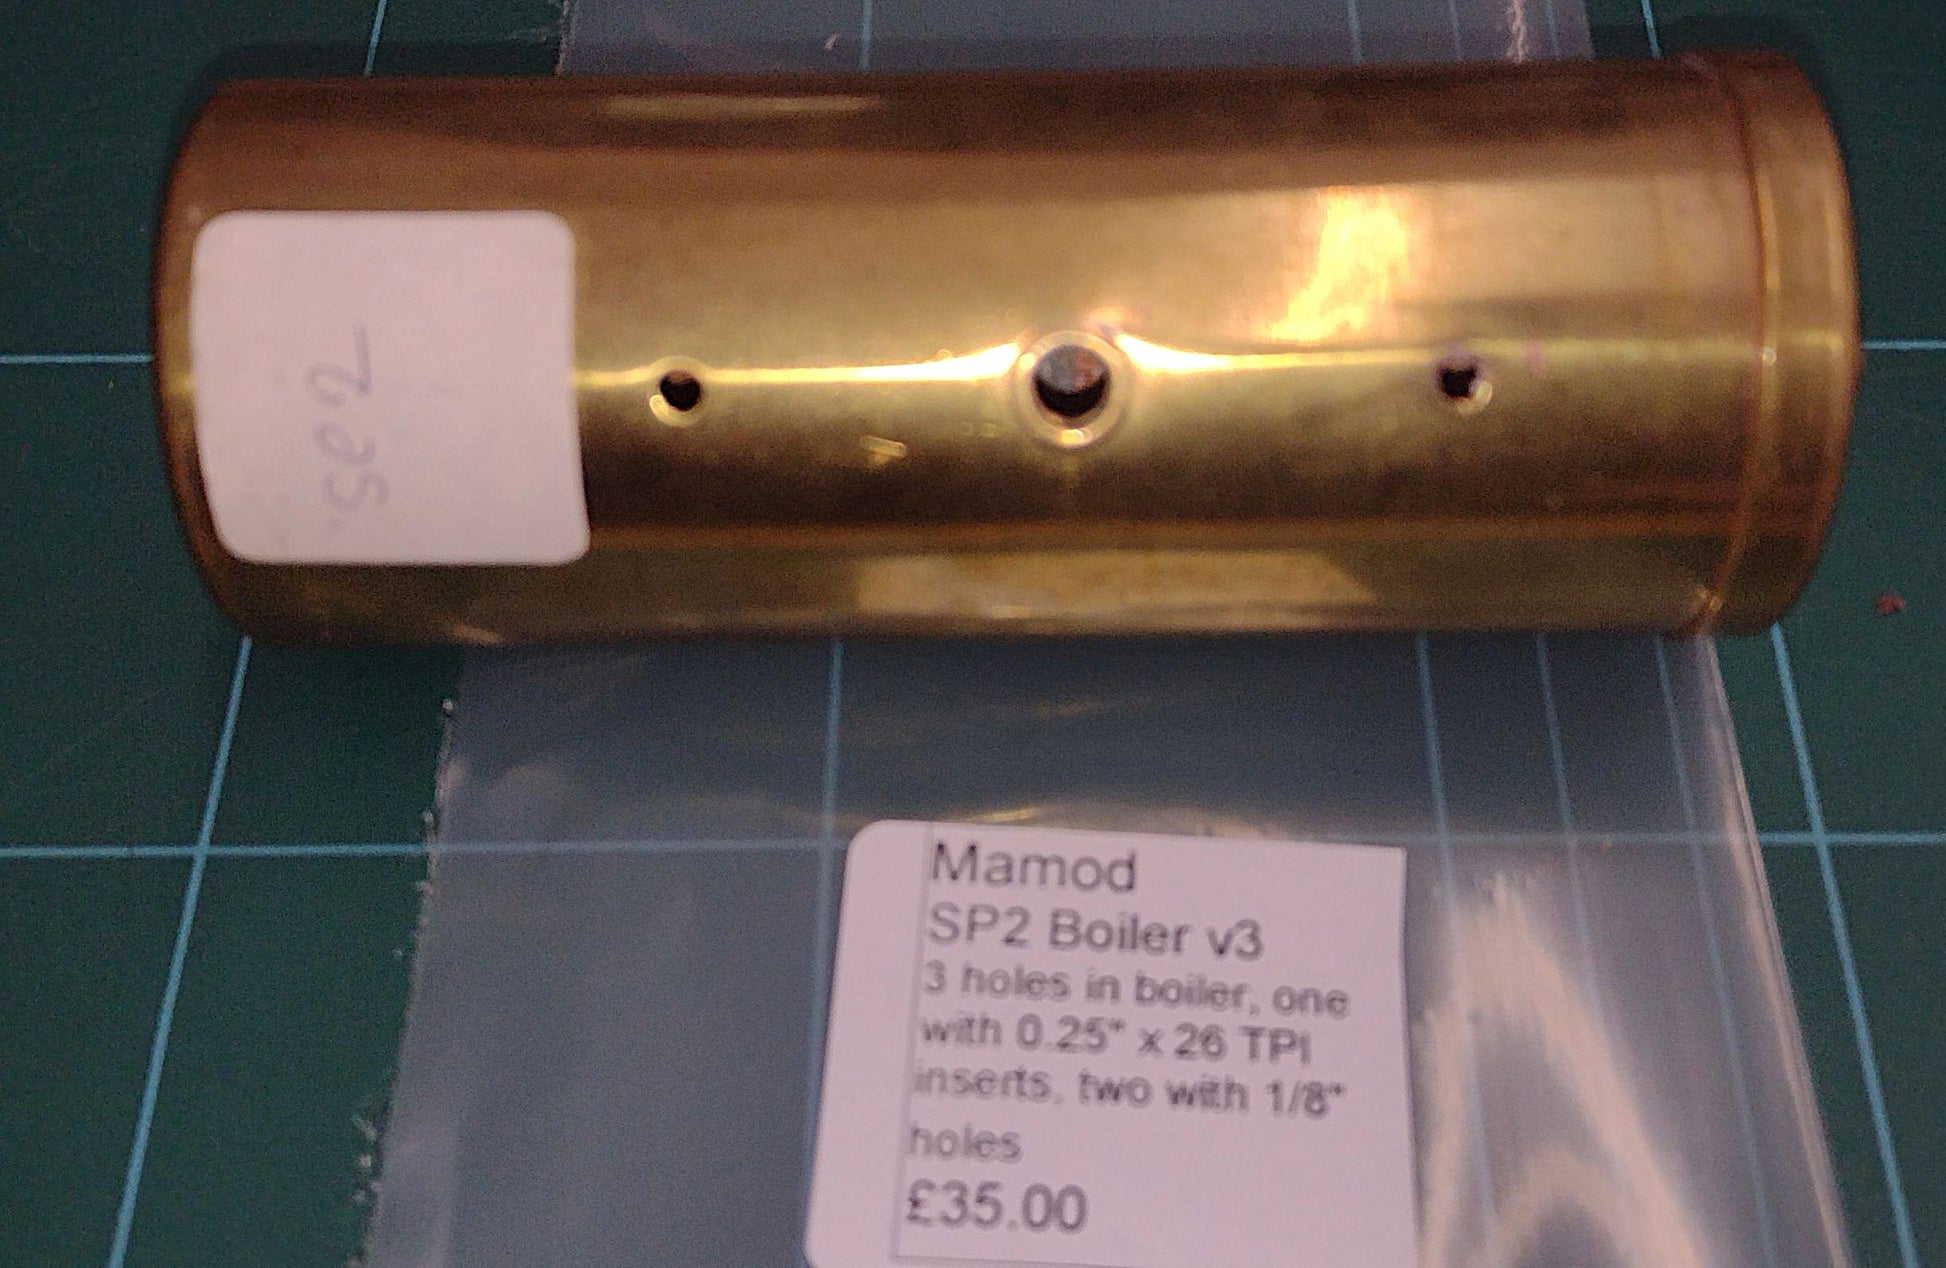 Mamod
SP2 Boiler v3
3 holes in boiler, one
with 0.25" x 26 TPI
inserts, two with 1/8"
holes
£35.00